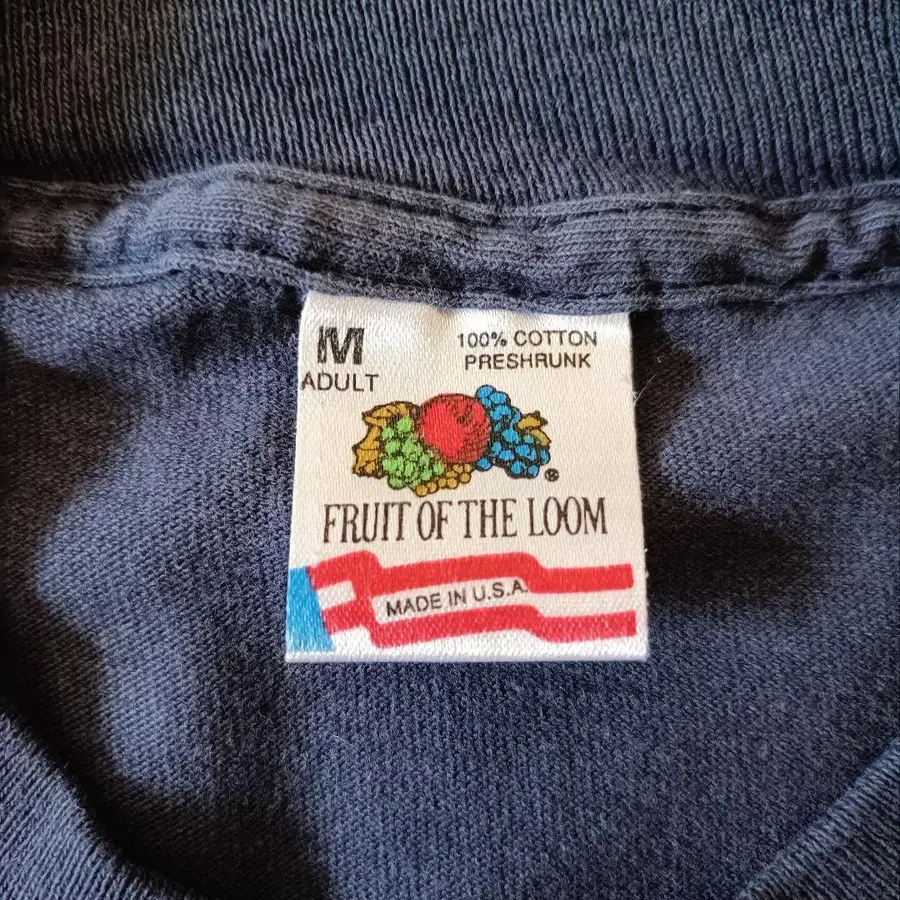 M
ADULT
100% COTTON
PRESHRUNK
®
FRUIT OF THE LOOM
MADE IN U.S.A.